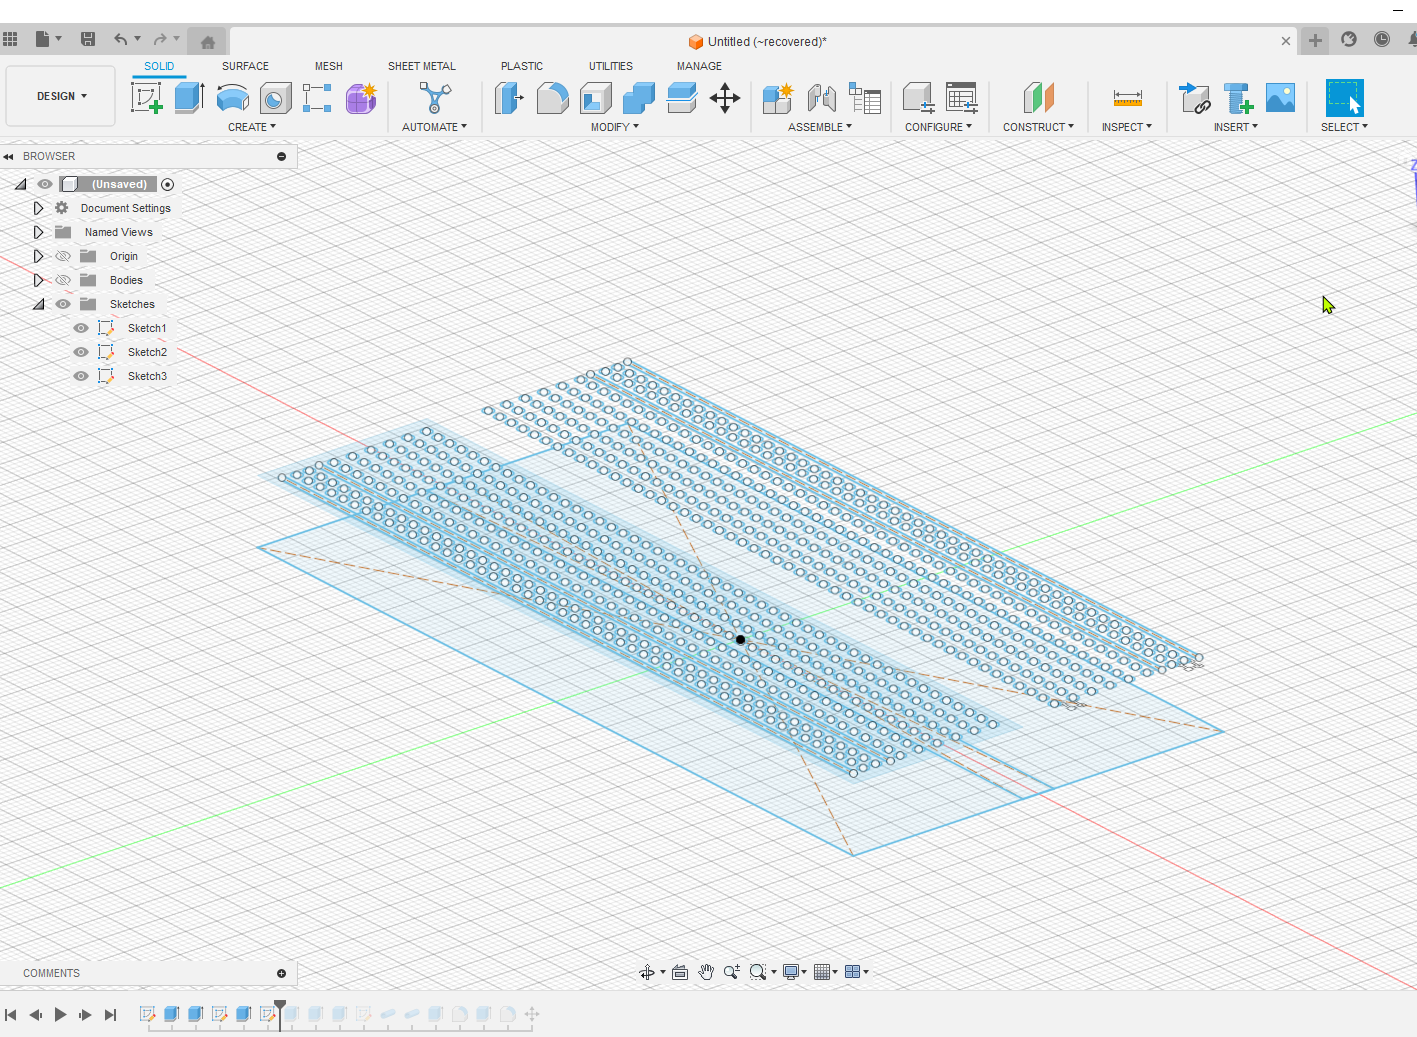 Untitled (~recovered)*
SOLID SURFACE MESH SHEET METAL PLASTIC UTILITIES MANAGE
DESIGN
CREATE AUTOMATE MODIFY ASSEMBLE CONFIGURE CONSTRUCT INSPECT INSERT SELECT
BROWSER
(Unsaved)
Document Settings
Named Views
Origin
Bodies
Sketches
Sketch1
Sketch2
Sketch3
Z
COMMENTS